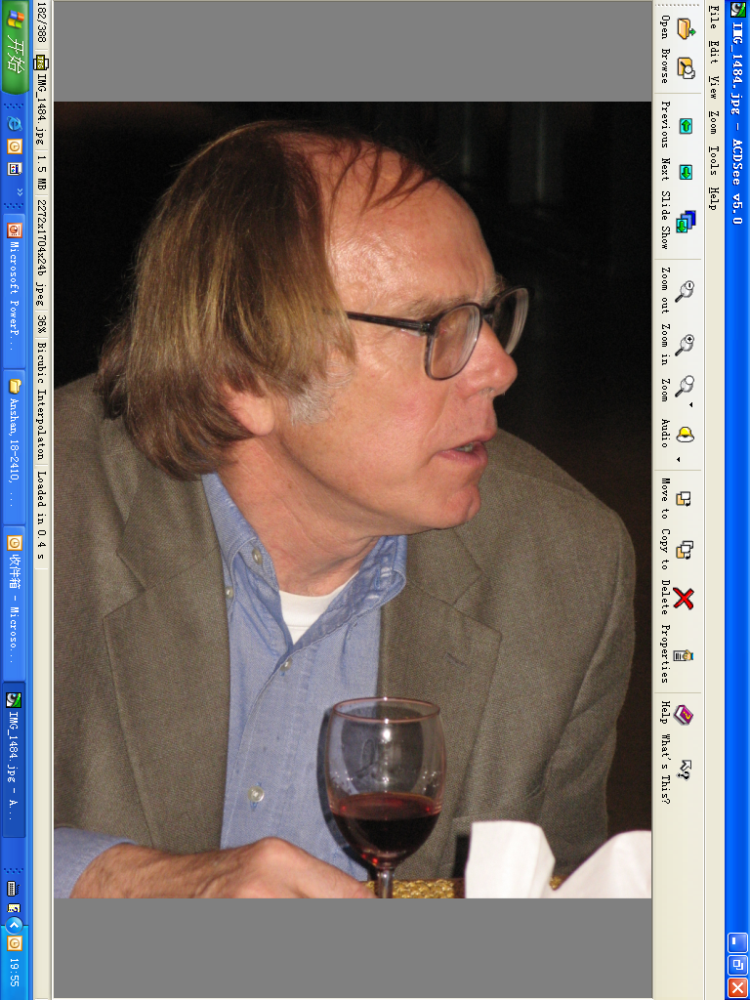 IMG_1484.jpg - ACDSee v5.0
File Edit View Zoom Tools Help
Open Browse Previous Next Slide Show Zoom out Zoom in Zoom Audio Move to Copy to Delete Properties Help What's This?
182/388 IMG_1484.jpg 1.5 MB 2272x1704x24b jpeg 36% Bicubic Interpolaton Loaded in 0.4 s
开始 » Microsoft PowerP... Anshan,18-2410, ... 收件箱 - Microso... IMG_1484.jpg - A... 19:55